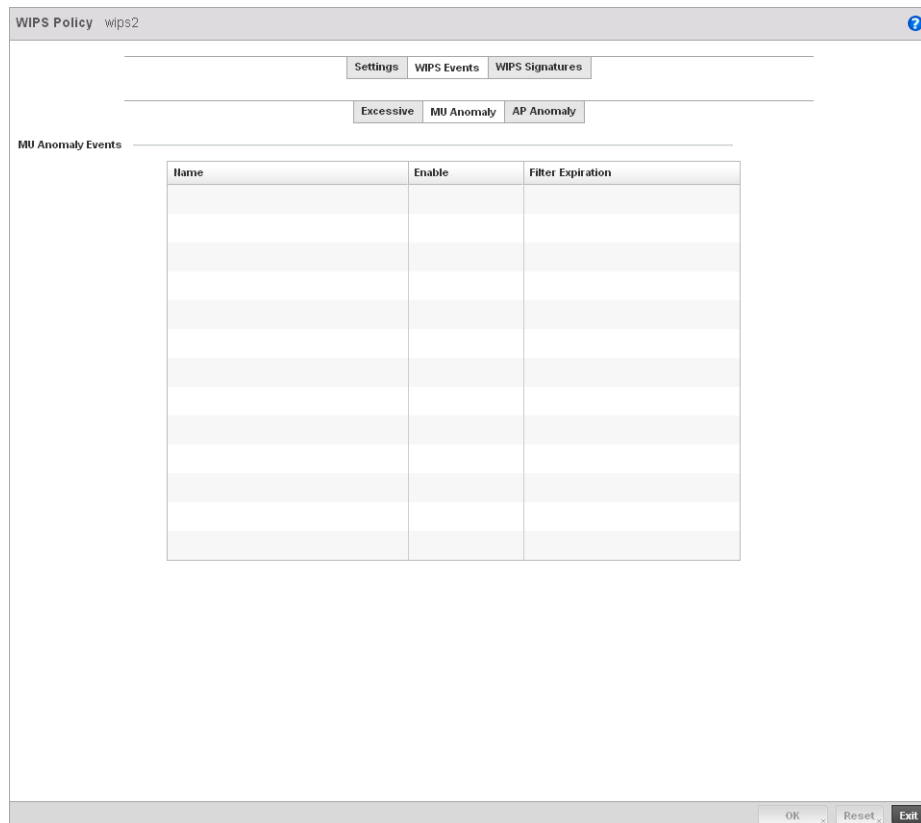 WIPS Policy wips2 ?
Settings WIPS Events WIPS Signatures
Excessive MU Anomaly AP Anomaly
MU Anomaly Events
Name Enable Filter Expiration
OK Reset Exit